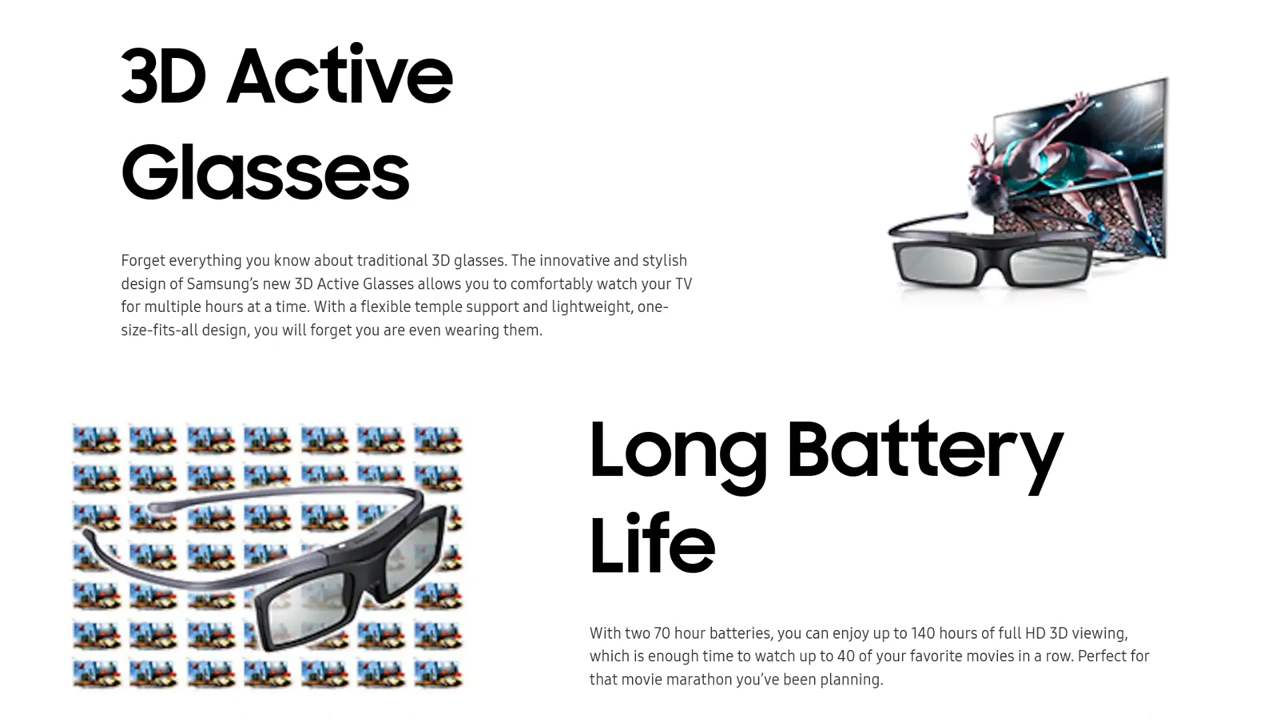 3D Active
Glasses
Forget everything you know about traditional 3D glasses. The innovative and stylish
design of Samsung's new 3D Active Glasses allows you to comfortably watch your TV
for multiple hours at a time. With a flexible temple support and lightweight, one-
size-fits-all design, you will forget you are even wearing them.
Long Battery
Life
With two 70 hour batteries, you can enjoy up to 140 hours of full HD 3D viewing,
which is enough time to watch up to 40 of your favorite movies in a row. Perfect for
that movie marathon you've been planning.